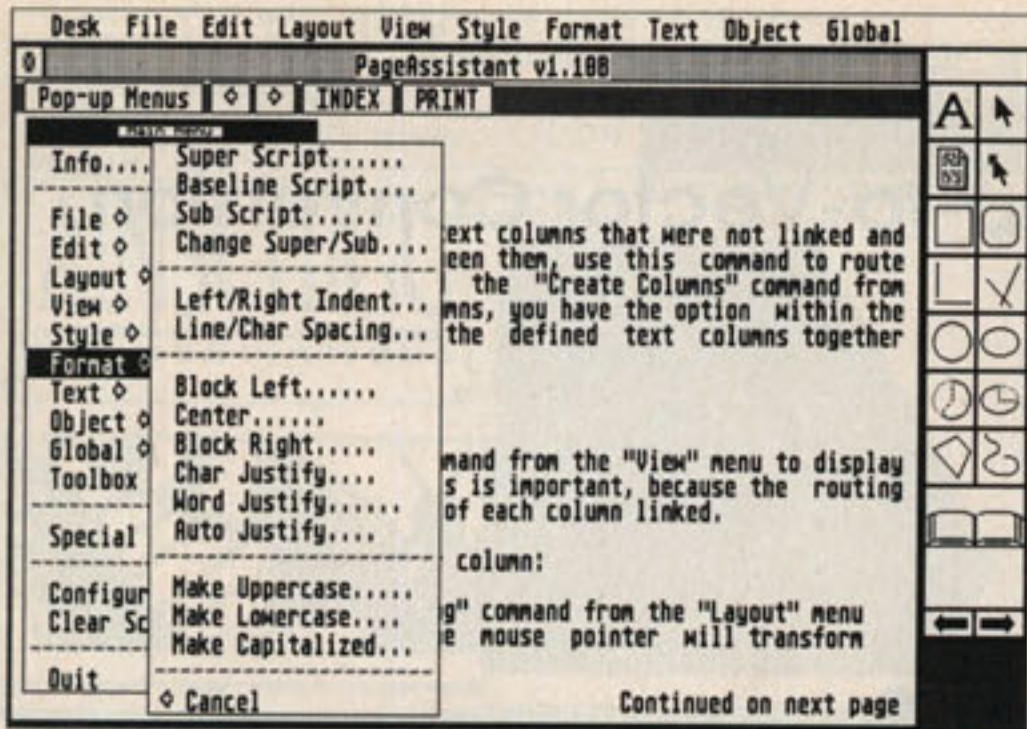 Desk File Edit Layout View Style Format Text Object Global
PageAssistant v1.108
Pop-up Menus INDEX PRINT
Main Menu
Info....
File
Edit
Layout
View
Style
Format
Text
Object
Global
Toolbox
Special
Configur
Clear Sc
Quit
Super Script......
Baseline Script....
Sub Script......
Change Super/Sub....
Left/Right Indent...
Line/Char Spacing...
Block Left......
Center......
Block Right.....
Char Justify....
Word Justify......
Auto Justify....
Make Uppercase.....
Make Lowercase....
Make Capitalized...
Cancel
ext columns that were not linked and
een them, use this command to route
the "Create Columns" command from
mns, you have the option within the
the defined text columns together
mand from the "View" menu to display
s is important, because the routing
of each column linked.
column:
g" command from the "Layout" menu
e mouse pointer will transform
Continued on next page
A